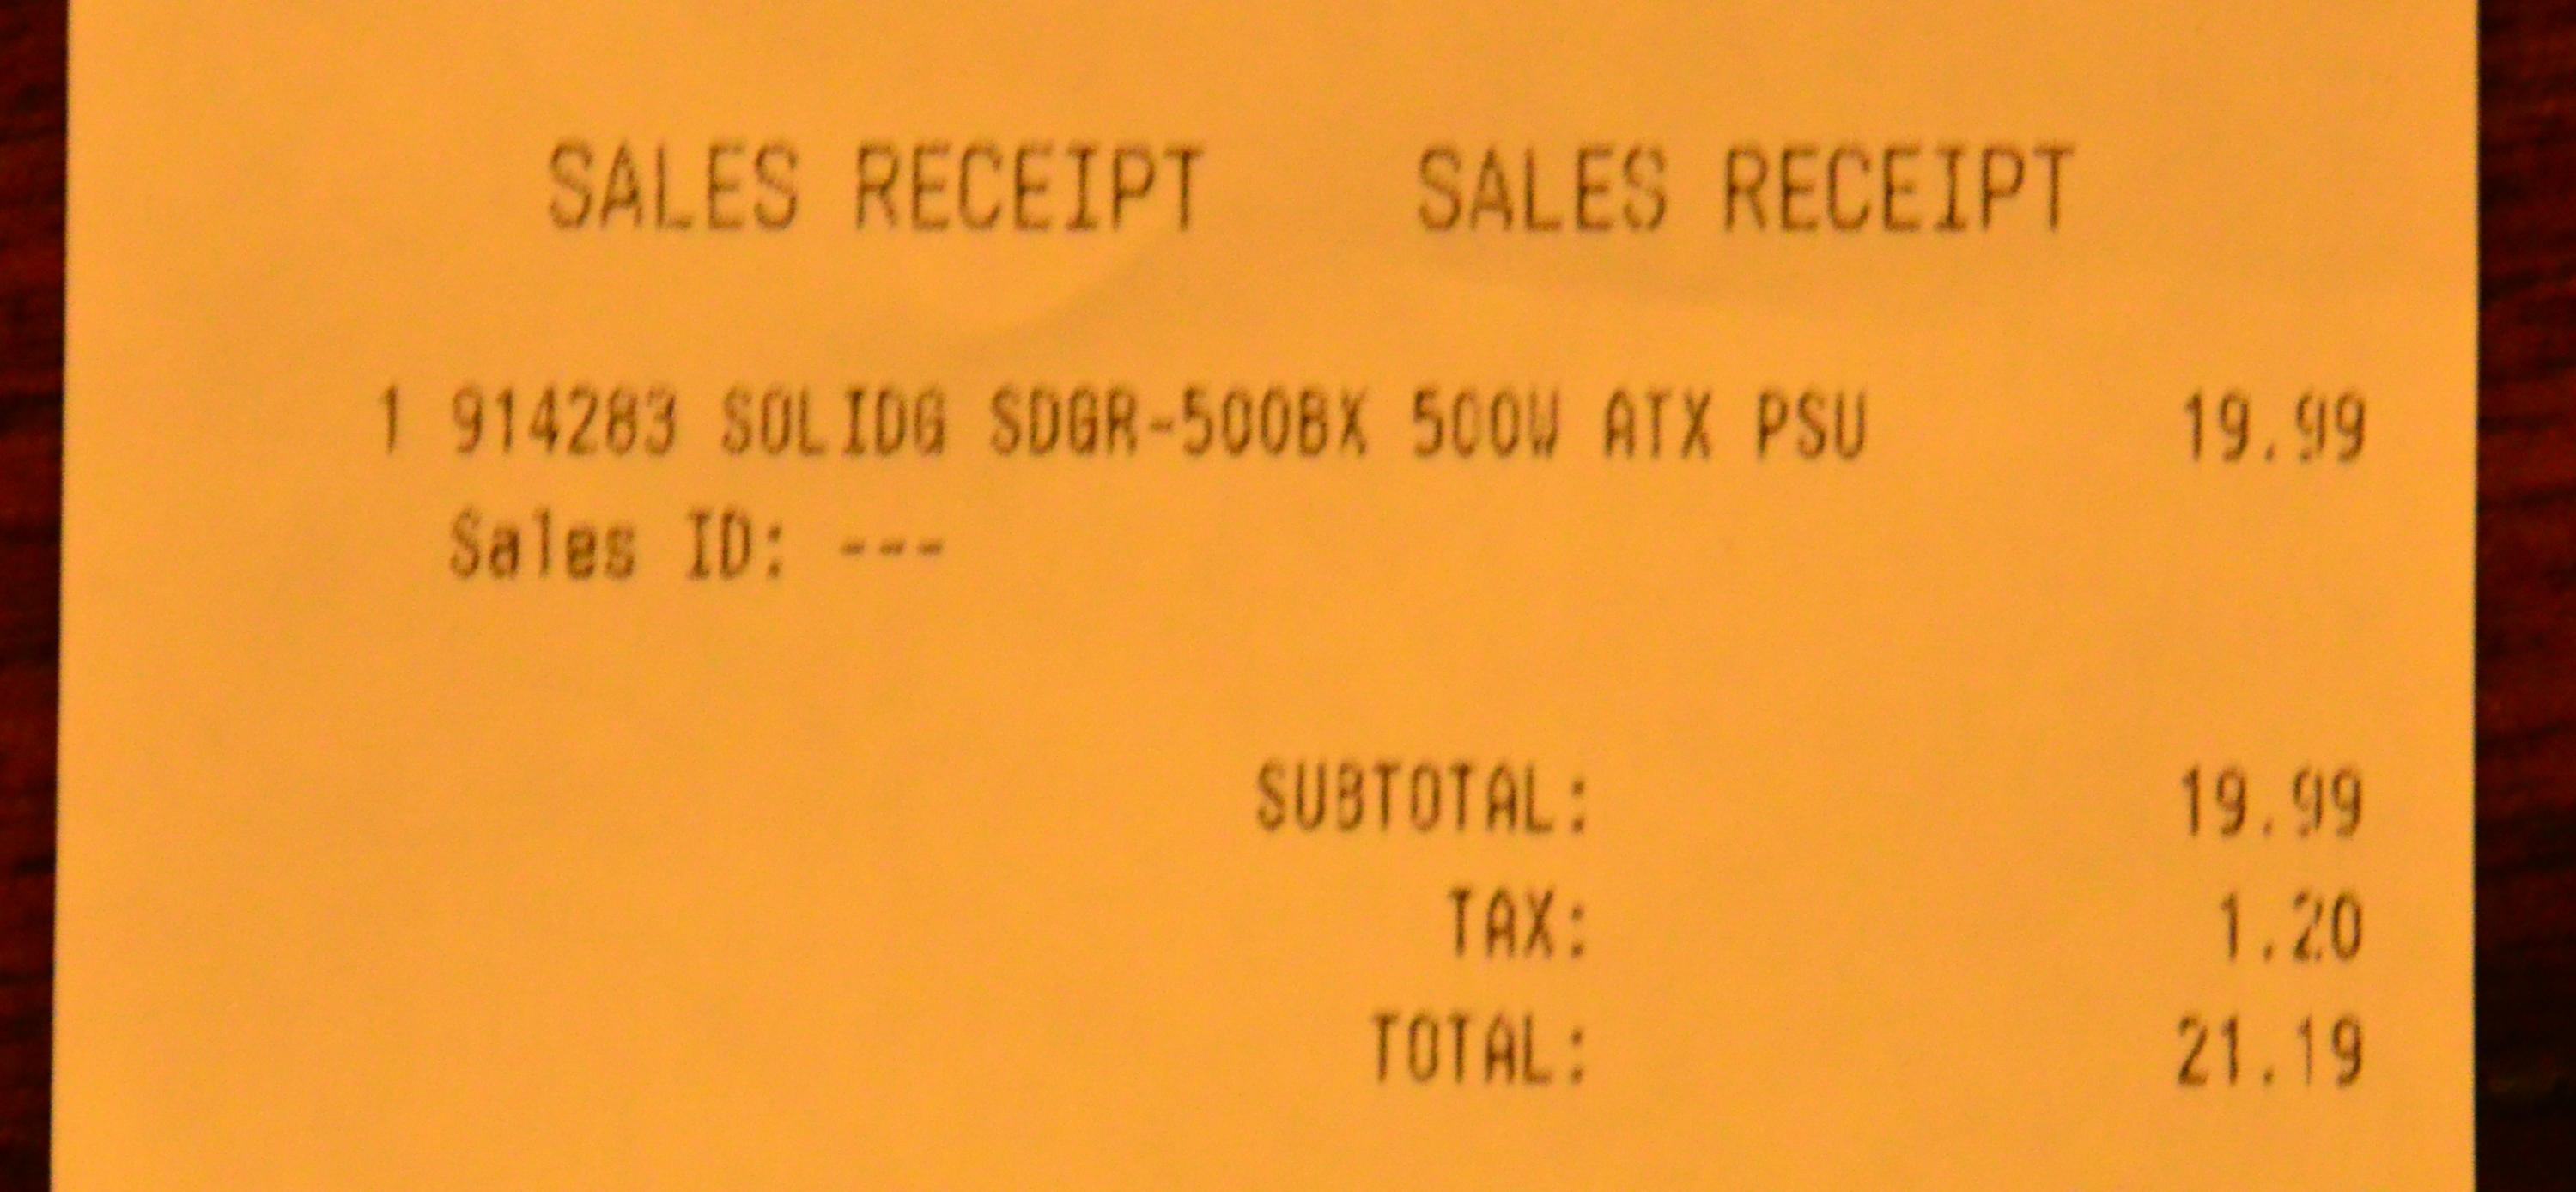 SALES RECEIPT SALES RECEIPT
1 914283 SOLIDG SDGR-500BX 500W ATX PSU 19.99
Sales ID: ---
SUBTOTAL: 19.99
TAX: 1.20
TOTAL: 21.19